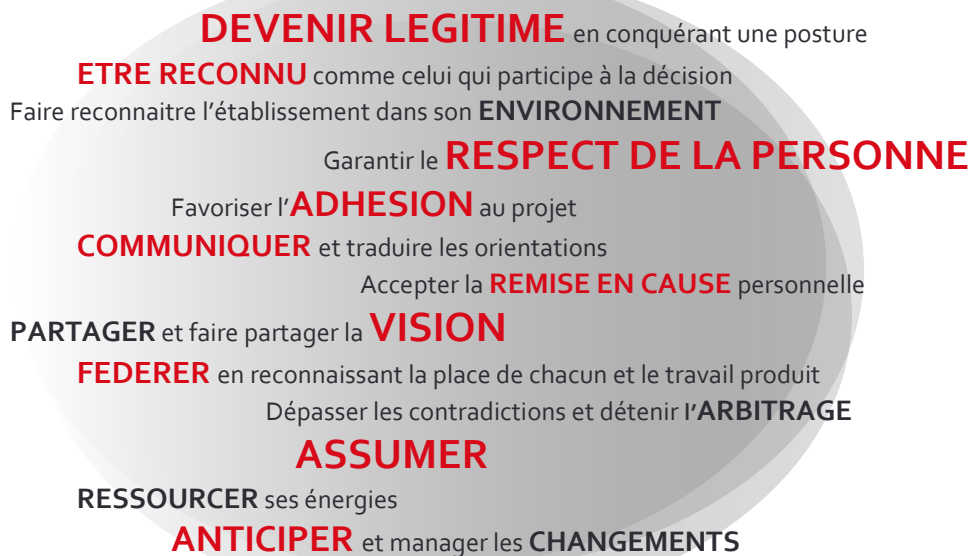 DEVENIR LEGITIME en conquérant une posture
ETRE RECONNU comme celui qui participe à la décision
Faire reconnaitre l’établissement dans son ENVIRONNEMENT
Garantir le RESPECT DE LA PERSONNE
Favoriser l’ADHESION au projet
COMMUNIQUER et traduire les orientations
Accepter la REMISE EN CAUSE personnelle
PARTAGER et faire partager la VISION
FEDERER en reconnaissant la place de chacun et le travail produit
Dépasser les contradictions et détenir l’ARBITRAGE
ASSUMER
RESSOURCER ses énergies
ANTICIPER et manager les CHANGEMENTS